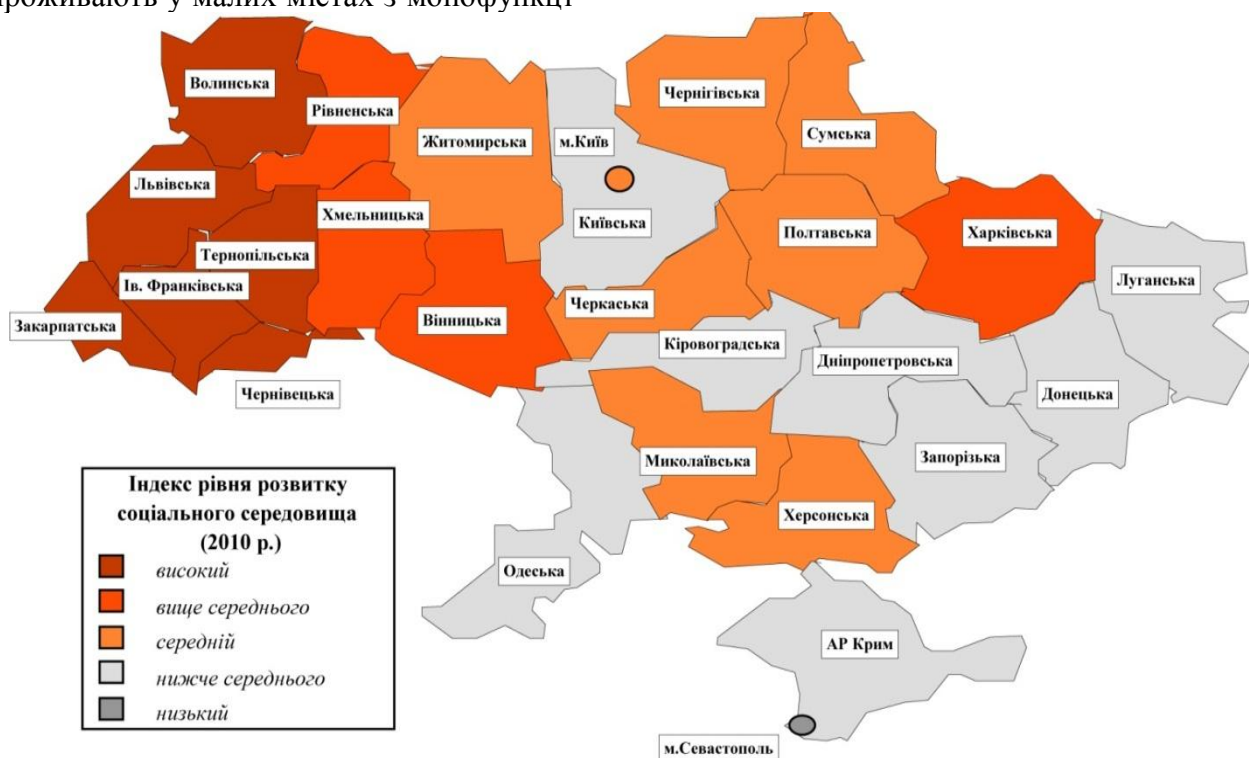 проживають у малих містах з монофункці
Волинська
Рівненська
Чернігівська
Житомирська
м.Київ
Сумська
Львівська
Хмельницька
Київська
Полтавська
Харківська
Тернопільська
Луганська
Ів. Франківська
Черкаська
Закарпатська
Вінницька
Кіровоградська
Дніпропетровська
Чернівецька
Донецька
Миколаївська
Запорізька
Херсонська
Одеська
АР Крим
м.Севастополь
Індекс рівня розвитку
соціального середовища
(2010 р.)
високий
вище середнього
середній
нижче середнього
низький